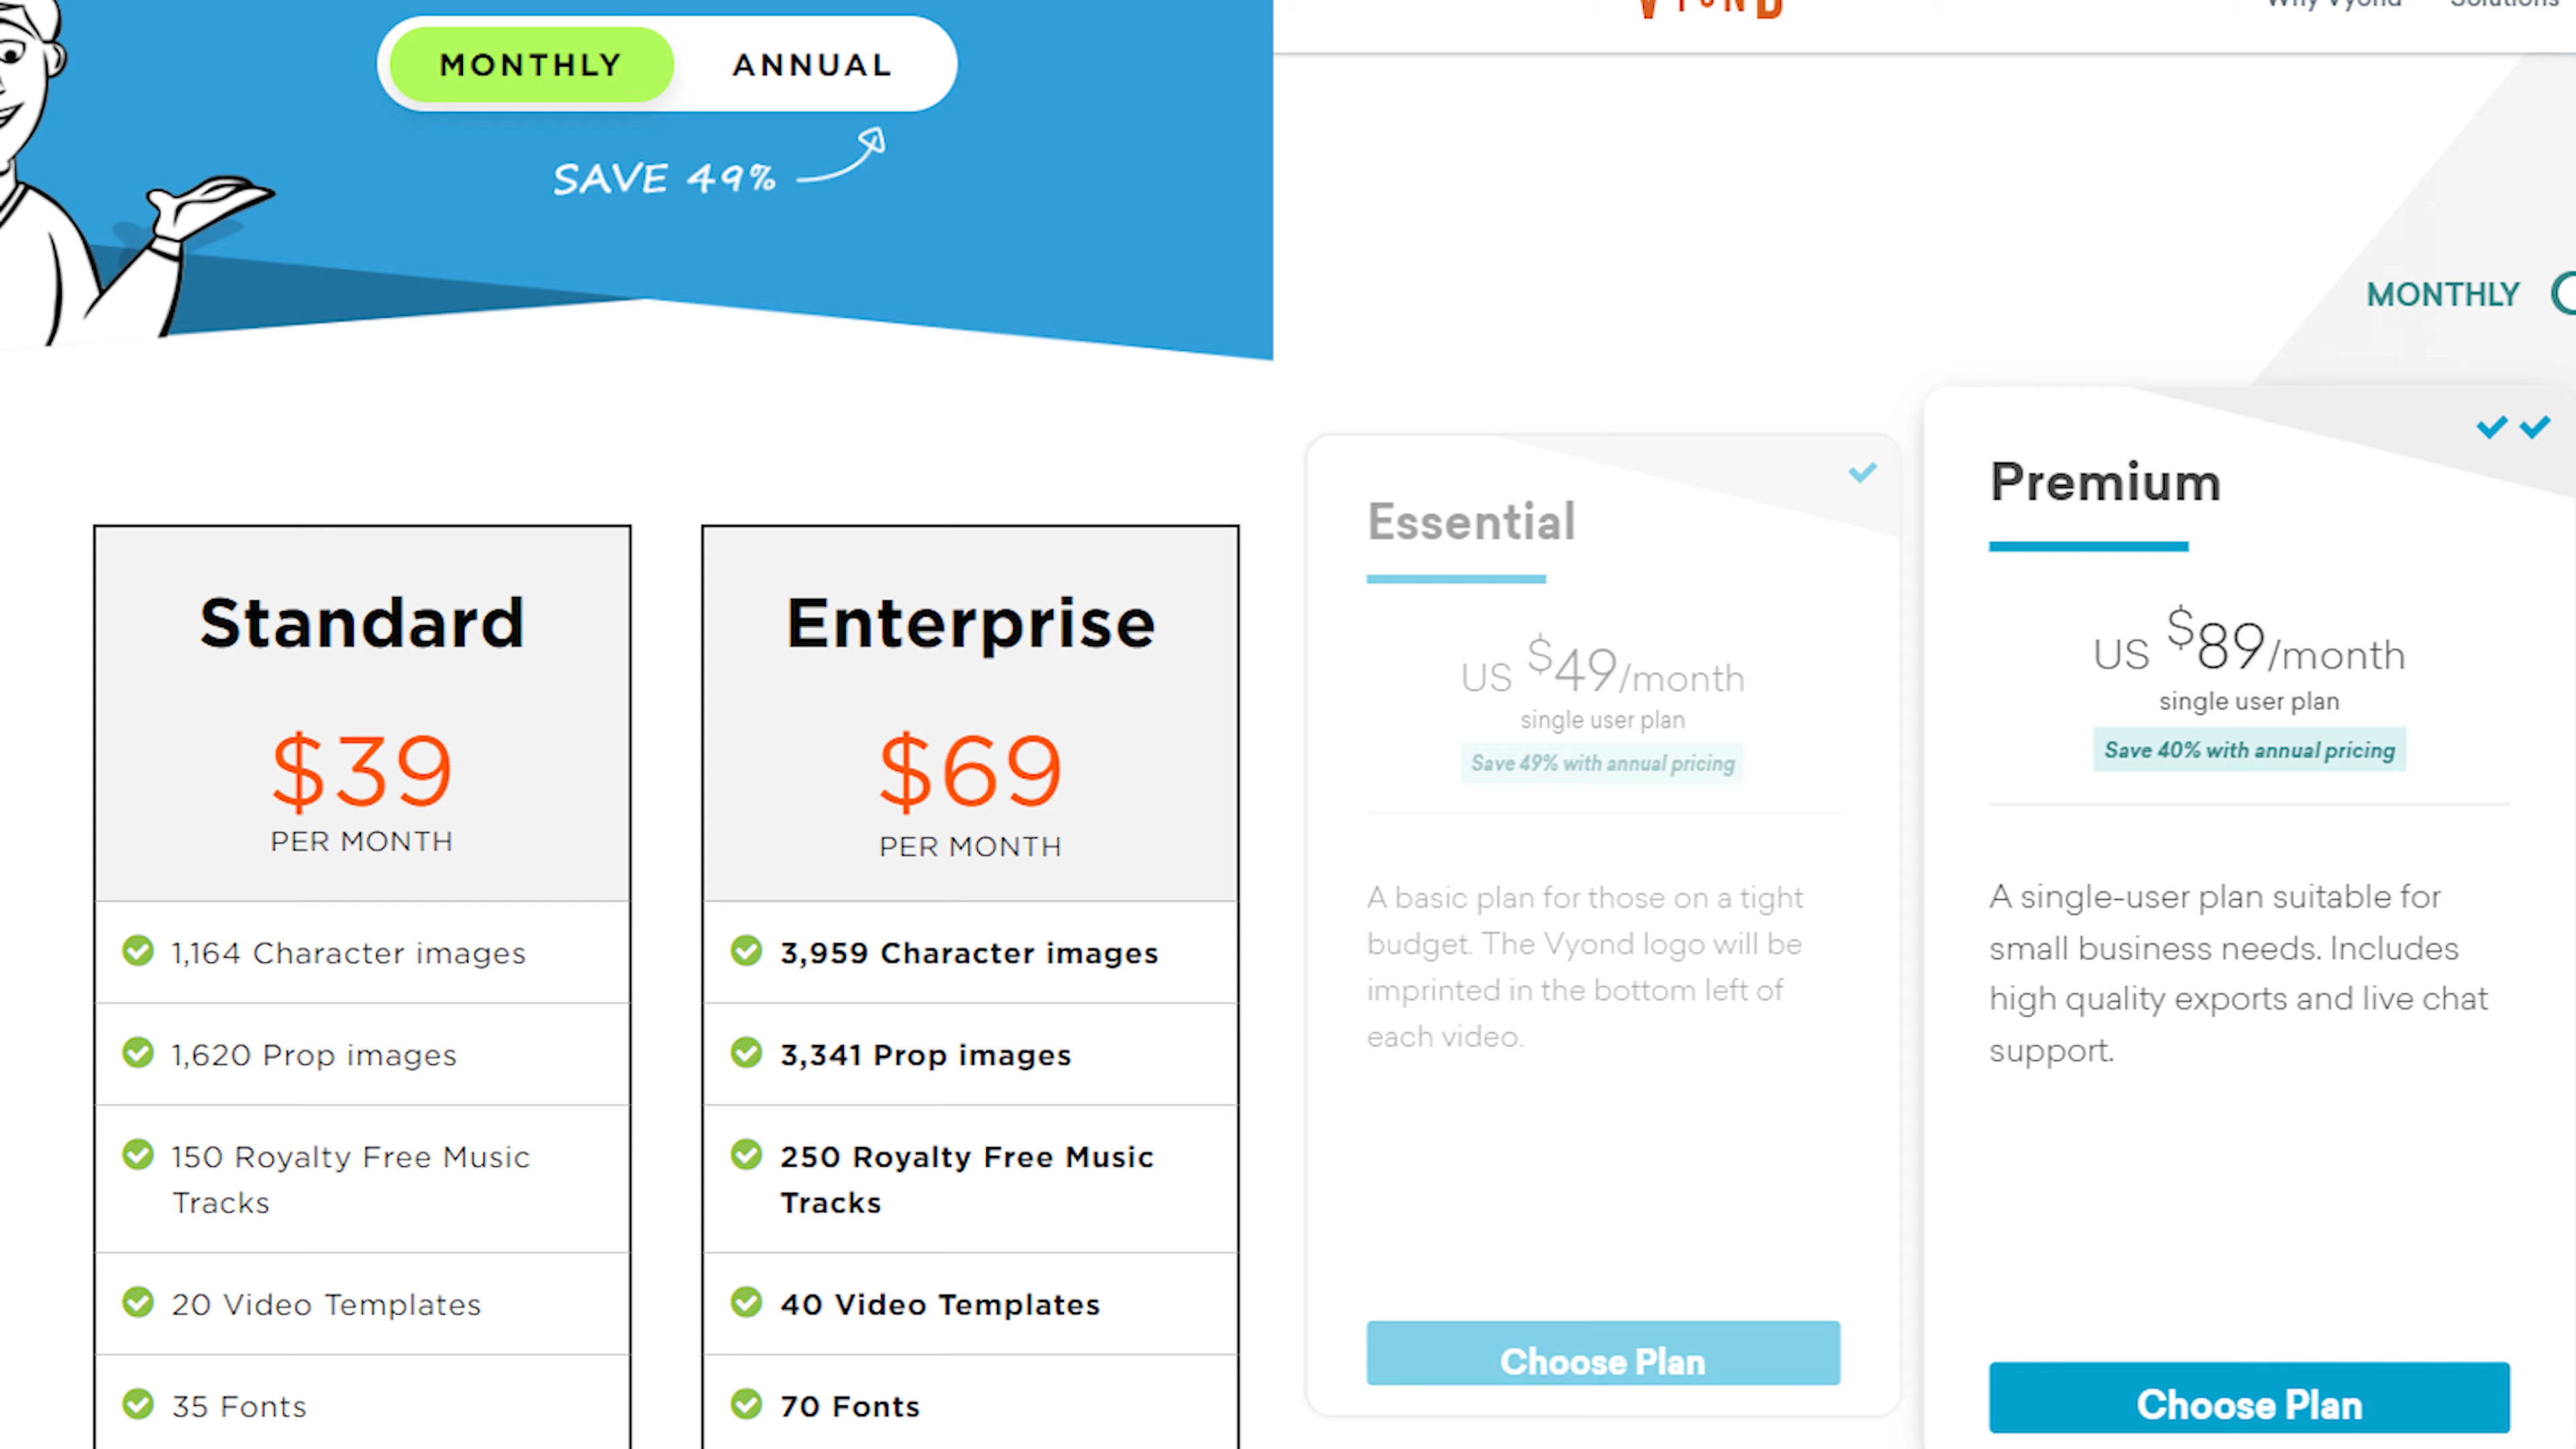 MONTHLY
ANNUAL
SAVE 49%
Standard
$39
PER MONTH
1,164 Character images
1,620 Prop images
150 Royalty Free Music
Tracks
20 Video Templates
35 Fonts
Enterprise
$69
PER MONTH
3,959 Character images
3,341 Prop images
250 Royalty Free Music
Tracks
40 Video Templates
70 Fonts
VYOND
Why Vyond
Solutions
MONTHLY
Essential
US $49/month
single user plan
Save 49% with annual pricing
A basic plan for those on a tight
budget. The Vyond logo will be
imprinted in the bottom left of
each video.
Choose Plan
Premium
US $89/month
single user plan
Save 40% with annual pricing
A single-user plan suitable for
small business needs. Includes
high quality exports and live chat
support.
Choose Plan